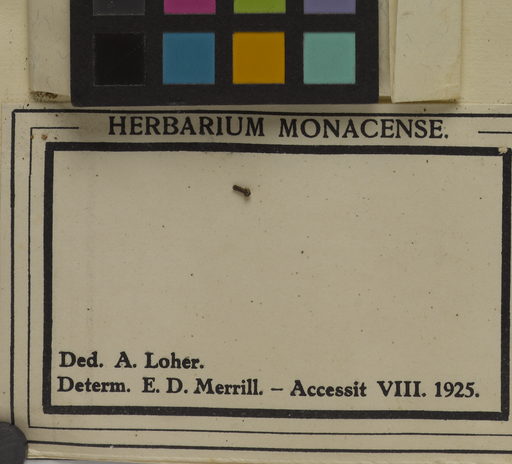 HERBARIUM MONACENSE.
Ded. A. Loher.
Determ. E. D. Merrill. – Accessit VIII. 1925.